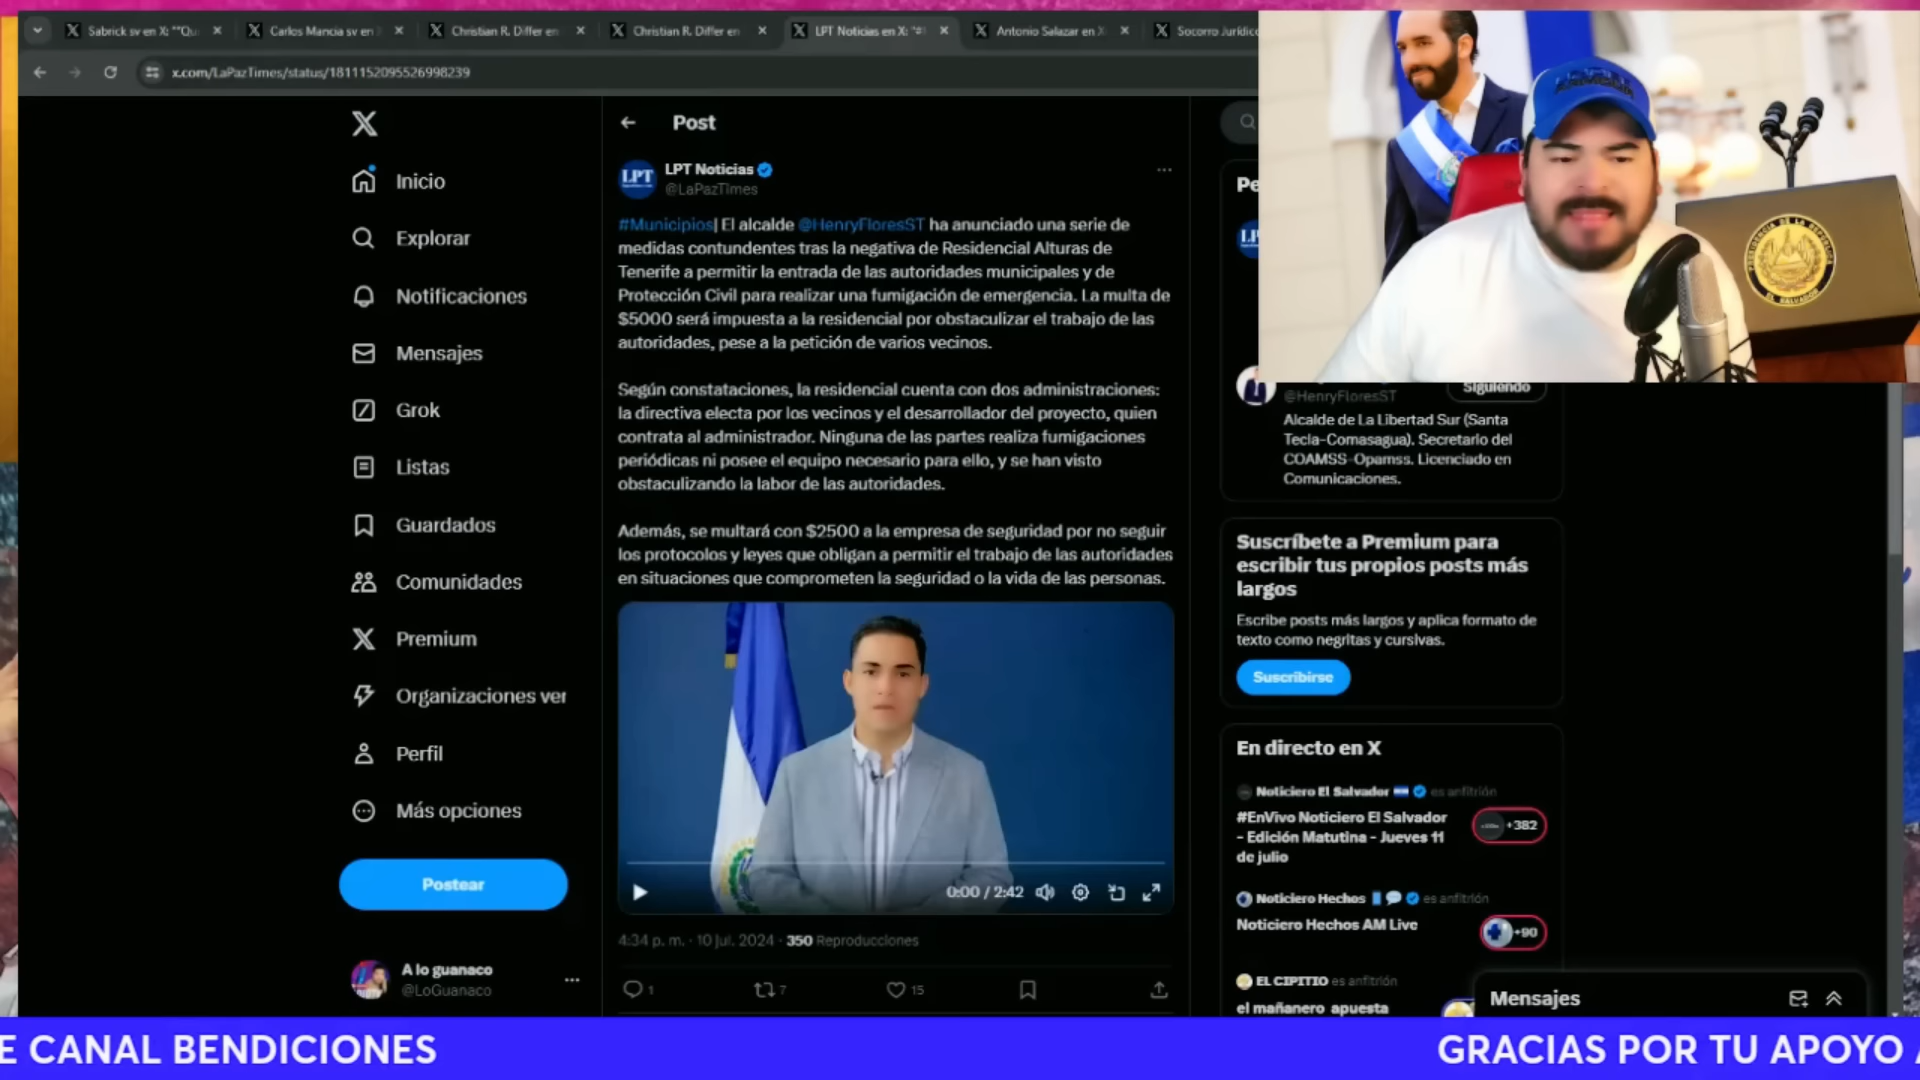 Sabrick sv en X: ""Qu
Carlos Mancia sv en
Christian R. Differ en
Christian R. Differ en
LPT Noticias en X: "#
Antonio Salazar en X
Socorro Jurídic
x.com/LaPazTimes/status/1811152095526998239
Inicio
Explorar
Notificaciones
Mensajes
Grok
Listas
Guardados
Comunidades
Premium
Organizaciones ver
Perfil
Más opciones
Postear
A lo guanaco
@LoGuanaco
Post
LPT Noticias
@LaPazTimes
#Municipios| El alcalde @HenryFloresST ha anunciado una serie de
medidas contundentes tras la negativa de Residencial Alturas de
Tenerife a permitir la entrada de las autoridades municipales y de
Protección Civil para realizar una fumigación de emergencia. La multa de
$5000 será impuesta a la residencial por obstaculizar el trabajo de las
autoridades, pese a la petición de varios vecinos.
Según constataciones, la residencial cuenta con dos administraciones:
la directiva electa por los vecinos y el desarrollador del proyecto, quien
contrata al administrador. Ninguna de las partes realiza fumigaciones
periódicas ni posee el equipo necesario para ello, y se han visto
obstaculizando la labor de las autoridades.
Además, se multará con $2500 a la empresa de seguridad por no seguir
los protocolos y leyes que obligan a permitir el trabajo de las autoridades
en situaciones que comprometen la seguridad o la vida de las personas.
0:00 / 2:42
4:34 p. m. · 10 jul. 2024 · 350 Reproducciones
1
7
15
LPT
Pe
LP
PRESIDENCIA DE LA REPÚBLICA
EL SALVADOR
Siguiendo
@HenryFloresST
Alcalde de La Libertad Sur (Santa
Tecla-Comasagua). Secretario del
COAMSS-Opamss. Licenciado en
Comunicaciones.
Suscríbete a Premium para
escribir tus propios posts más
largos
Escribe posts más largos y aplica formato de
texto como negritas y cursivas.
Suscribirse
En directo en X
Noticiero El Salvador es anfitrión
#EnVivo Noticiero El Salvador
- Edición Matutina - Jueves 11
de julio
+382
Noticiero Hechos es anfitrión
Noticiero Hechos AM Live
+90
EL CIPITIO es anfitrión
el mañanero apuesta
Mensajes
E CANAL BENDICIONES
GRACIAS POR TU APOYO A